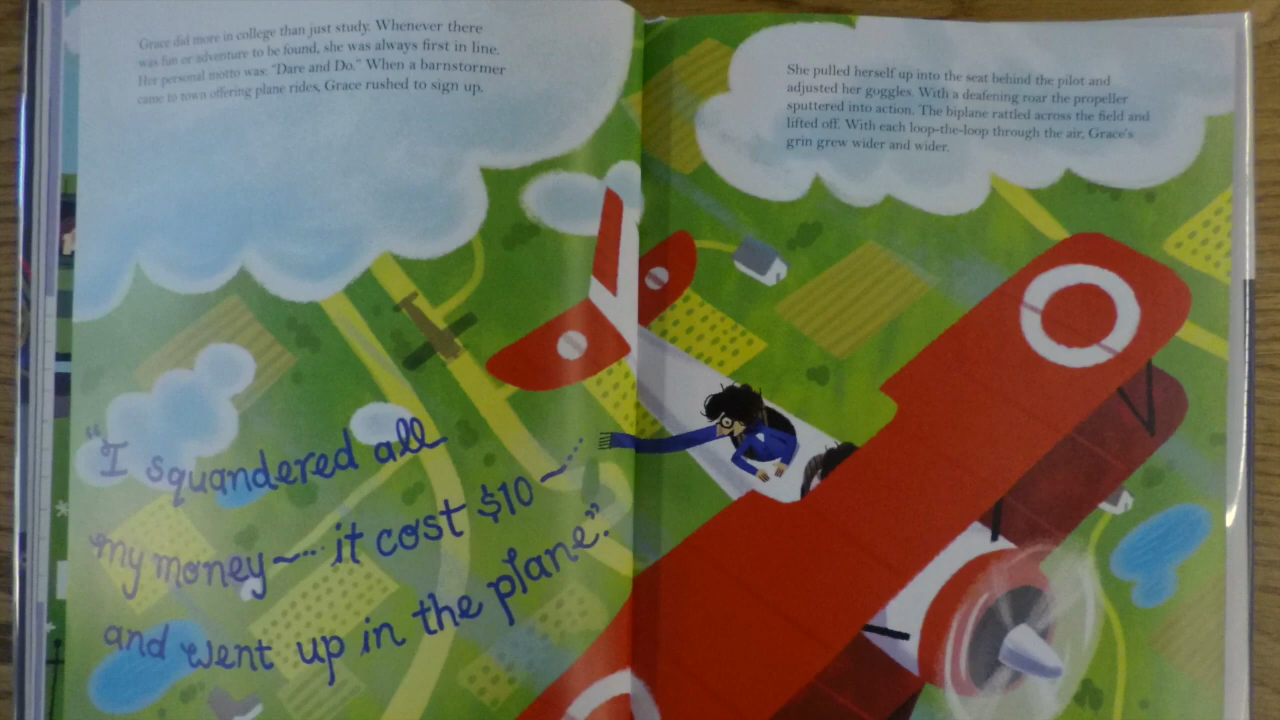 Grace did more in college than just study. Whenever there
was fun or adventure to be found, she was always first in line.
Her personal motto was: "Dare and Do." When a barnstormer
came to town offering plane rides, Grace rushed to sign up.
"I squandered all
my money—... it cost $10—...
and went up in the plane."
She pulled herself up into the seat behind the pilot and
adjusted her goggles. With a deafening roar the propeller
sputtered into action. The biplane rattled across the field and
lifted off. With each loop-the-loop through the air, Grace's
grin grew wider and wider.